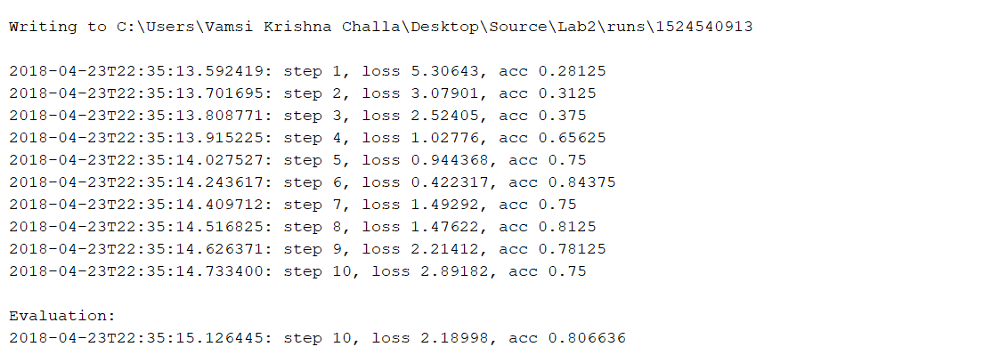 Writing to C:\Users\Vamsi Krishna Challa\Desktop\Source\Lab2\runs\1524540913
2018-04-23T22:35:13.592419: step 1, loss 5.30643, acc 0.28125
2018-04-23T22:35:13.701695: step 2, loss 3.07901, acc 0.3125
2018-04-23T22:35:13.808771: step 3, loss 2.52405, acc 0.375
2018-04-23T22:35:13.915225: step 4, loss 1.02776, acc 0.65625
2018-04-23T22:35:14.027527: step 5, loss 0.944368, acc 0.75
2018-04-23T22:35:14.243617: step 6, loss 0.422317, acc 0.84375
2018-04-23T22:35:14.409712: step 7, loss 1.49292, acc 0.75
2018-04-23T22:35:14.516825: step 8, loss 1.47622, acc 0.8125
2018-04-23T22:35:14.626371: step 9, loss 2.21412, acc 0.78125
2018-04-23T22:35:14.733400: step 10, loss 2.89182, acc 0.75
Evaluation:
2018-04-23T22:35:15.126445: step 10, loss 2.18998, acc 0.806636